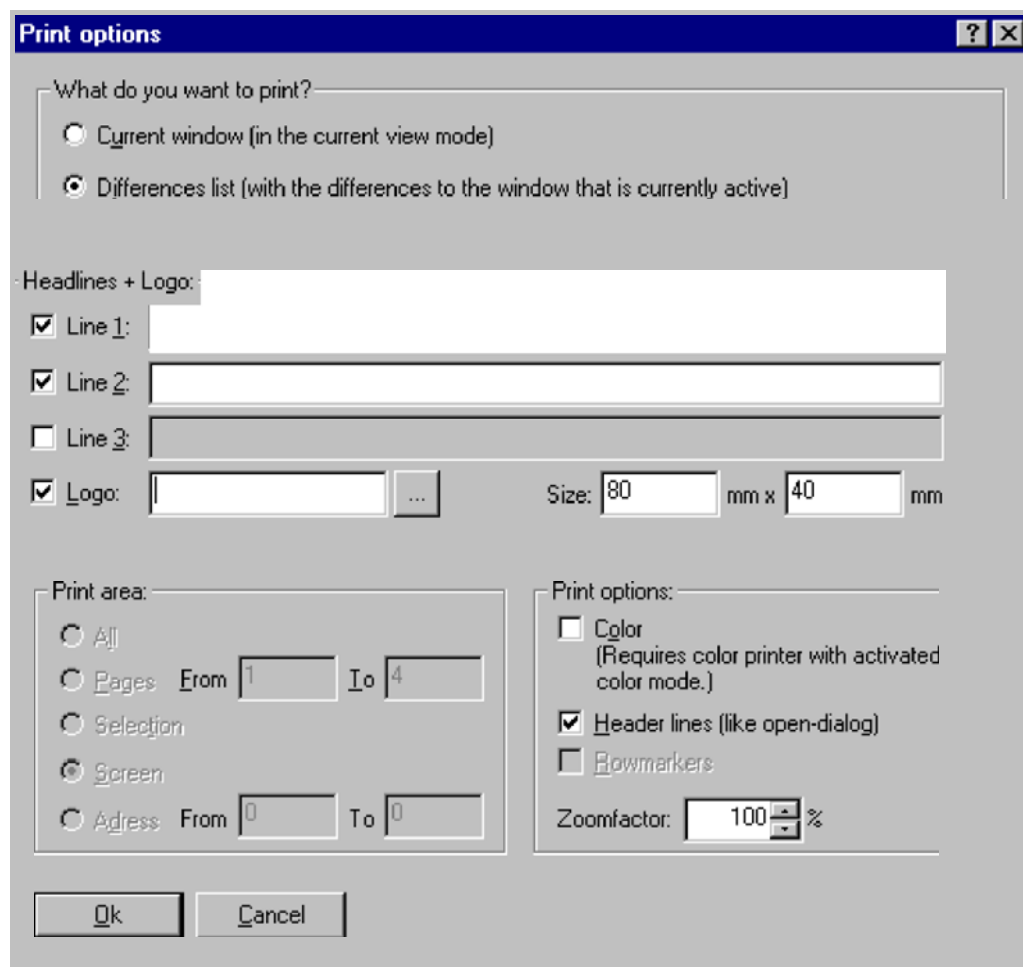 Print options
What do you want to print?
Current window (in the current view mode)
Differences list (with the differences to the window that is currently active)
Headlines + Logo:
Line 1:
Line 2:
Line 3:
Logo: ... Size: 80 mm x 40 mm
Print area:
All
Pages From 1 To 4
Selection
Screen
Adress From 0 To 0
Print options:
Color
(Requires color printer with activated
color mode.)
Header lines (like open-dialog)
Rowmarkers
Zoomfactor: 100 %
Ok Cancel